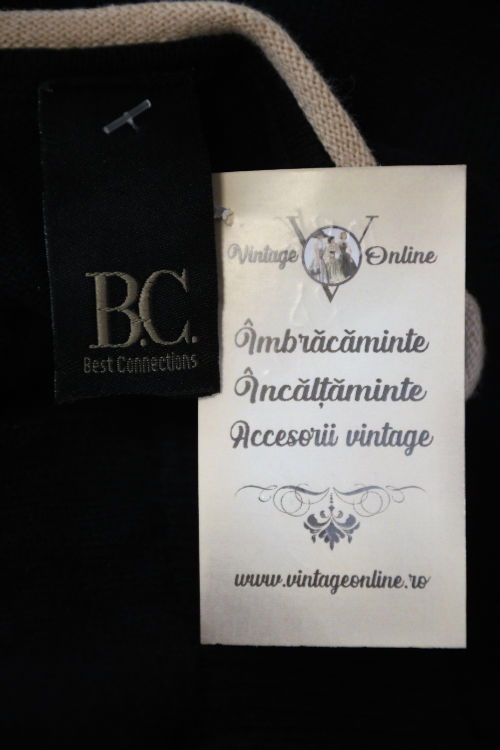 B.C.
Best Connections
Vintage Online
Îmbrăcăminte
Încălțăminte
Accesorii vintage
www.vintageonline.ro